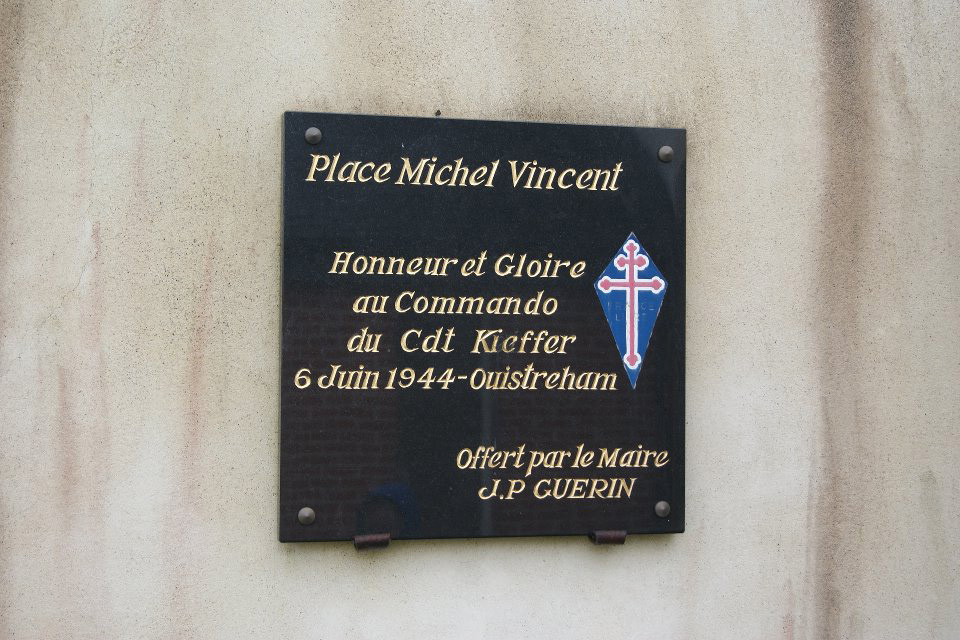 Place Michel Vincent
Honneur et Gloire
au Commando
du Cdt Kieffer
6 Juin 1944-Ouistreham
Offert par le Maire
J.P GUERIN